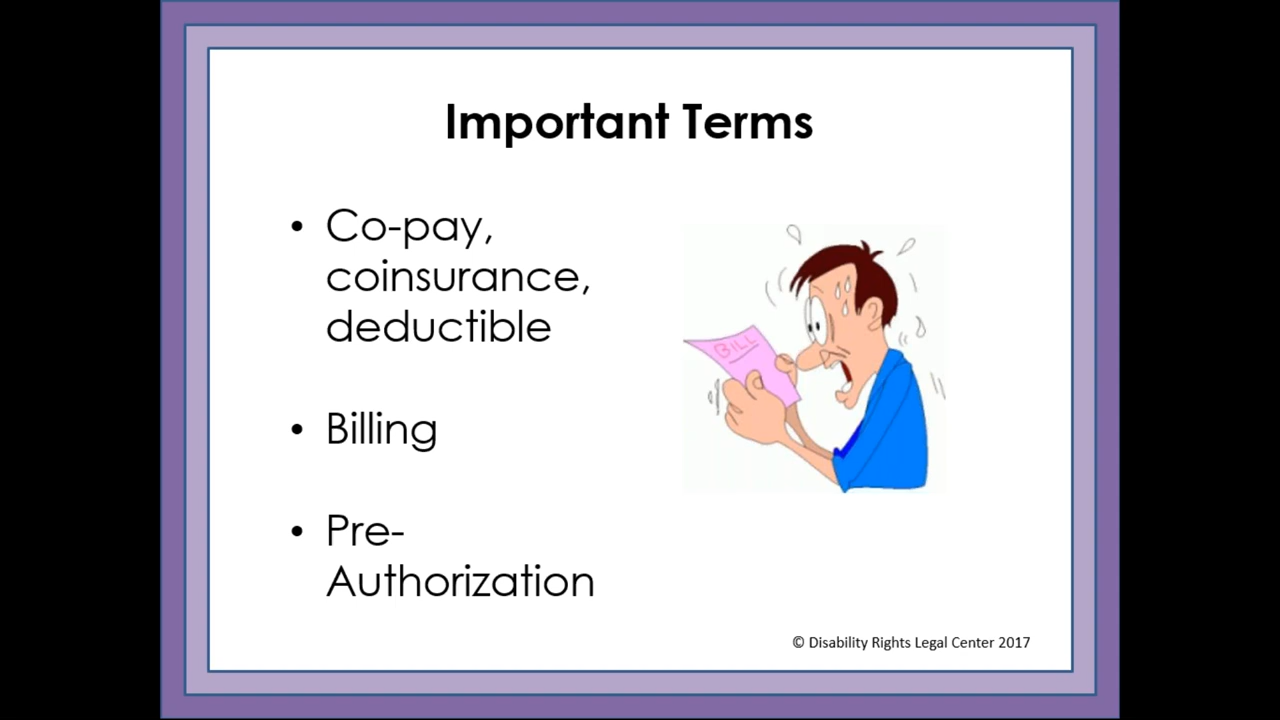 Important Terms
• Co-pay,
coinsurance,
deductible
BILL
• Billing
• Pre-
Authorization
© Disability Rights Legal Center 2017